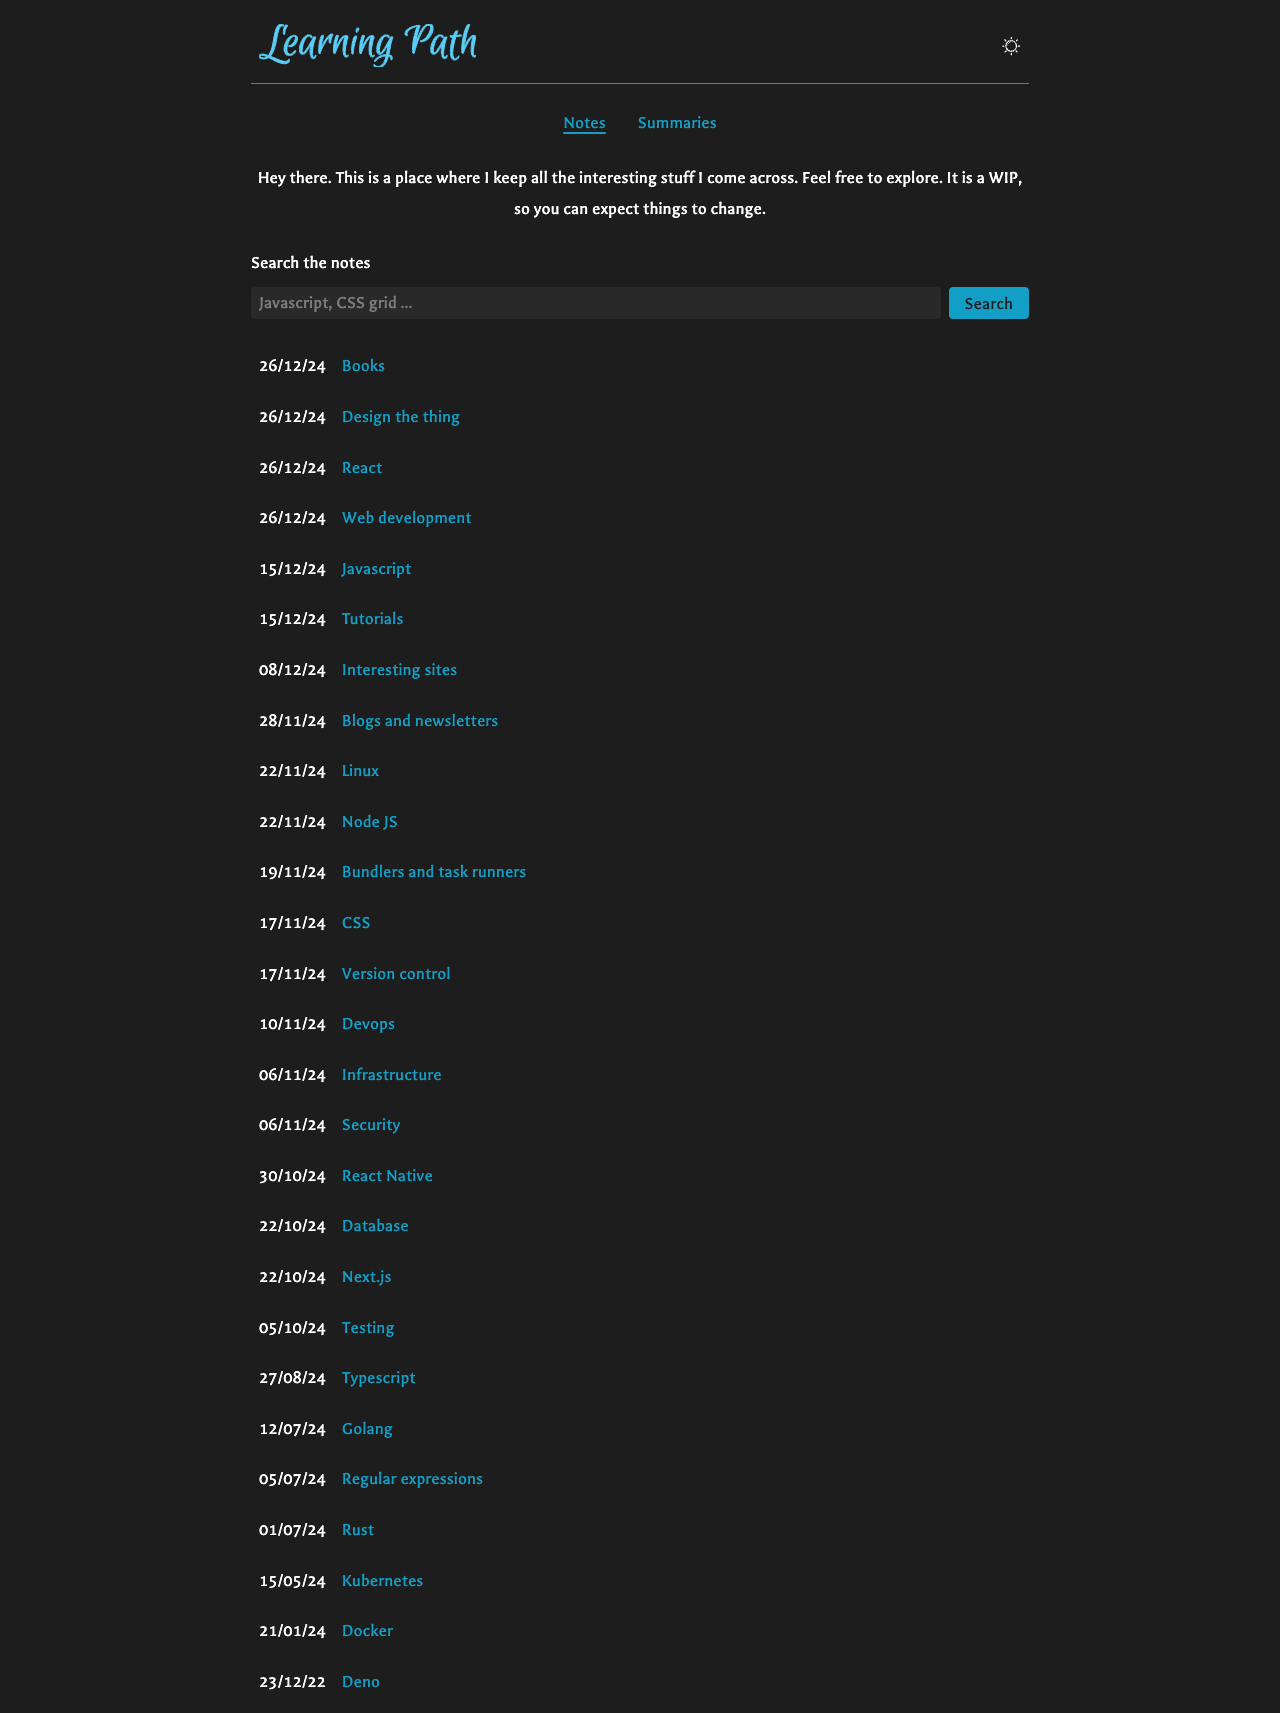 Learning Path
Notes Summaries
Hey there. This is a place where I keep all the interesting stuff I come across. Feel free to explore. It is a WIP,
so you can expect things to change.
Search the notes
Javascript, CSS grid ... Search
26/12/24 Books
26/12/24 Design the thing
26/12/24 React
26/12/24 Web development
15/12/24 Javascript
15/12/24 Tutorials
08/12/24 Interesting sites
28/11/24 Blogs and newsletters
22/11/24 Linux
22/11/24 Node JS
19/11/24 Bundlers and task runners
17/11/24 CSS
17/11/24 Version control
10/11/24 Devops
06/11/24 Infrastructure
06/11/24 Security
30/10/24 React Native
22/10/24 Database
22/10/24 Next.js
05/10/24 Testing
27/08/24 Typescript
12/07/24 Golang
05/07/24 Regular expressions
01/07/24 Rust
15/05/24 Kubernetes
21/01/24 Docker
23/12/22 Deno